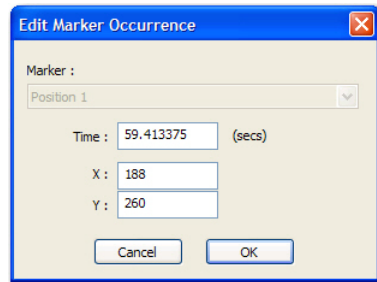 Edit Marker Occurrence
Marker :
Position 1
Time : 59.413375 (secs)
X : 188
Y : 260
Cancel OK